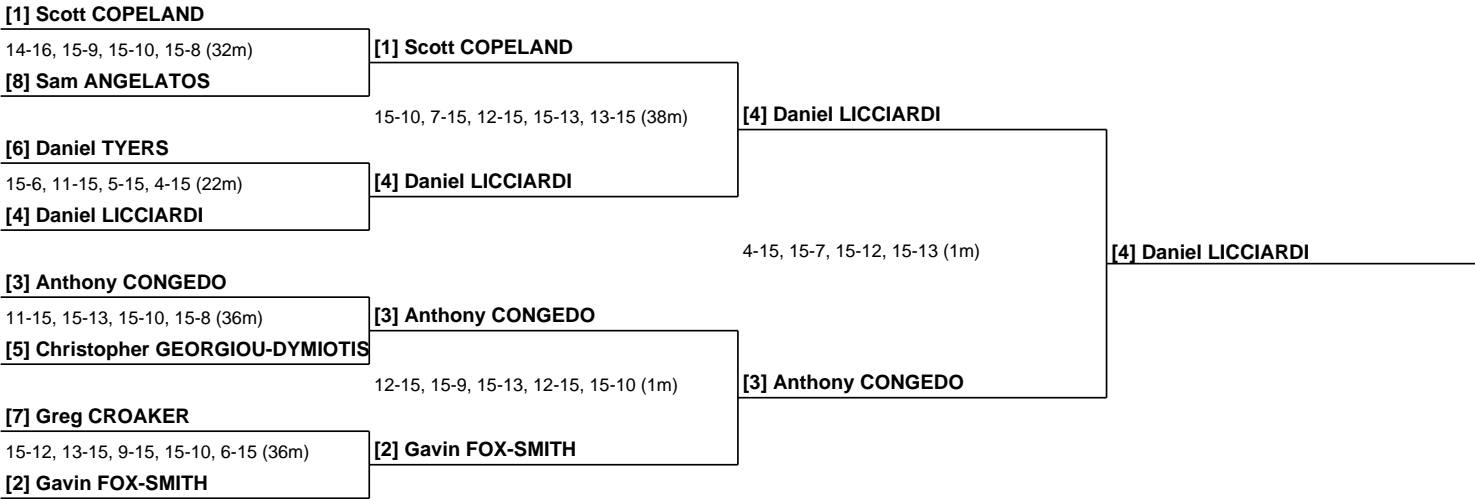 [1] Scott COPELAND
14-16, 15-9, 15-10, 15-8 (32m)
[8] Sam ANGELATOS
[6] Daniel TYERS
15-6, 11-15, 5-15, 4-15 (22m)
[4] Daniel LICCIARDI
[3] Anthony CONGEDO
11-15, 15-13, 15-10, 15-8 (36m)
[5] Christopher GEORGIOU-DYMIOTIS
[7] Greg CROAKER
15-12, 13-15, 9-15, 15-10, 6-15 (36m)
[2] Gavin FOX-SMITH
[1] Scott COPELAND
15-10, 7-15, 12-15, 15-13, 13-15 (38m)
[4] Daniel LICCIARDI
[3] Anthony CONGEDO
12-15, 15-9, 15-13, 12-15, 15-10 (1m)
[2] Gavin FOX-SMITH
[4] Daniel LICCIARDI
4-15, 15-7, 15-12, 15-13 (1m)
[3] Anthony CONGEDO
[4] Daniel LICCIARDI